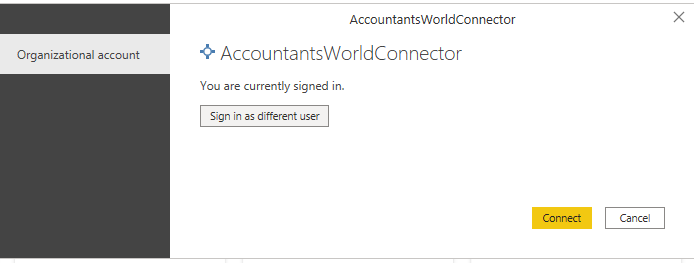 AccountantsWorldConnector
Organizational account
AccountantsWorldConnector
You are currently signed in.
Sign in as different user
Connect
Cancel